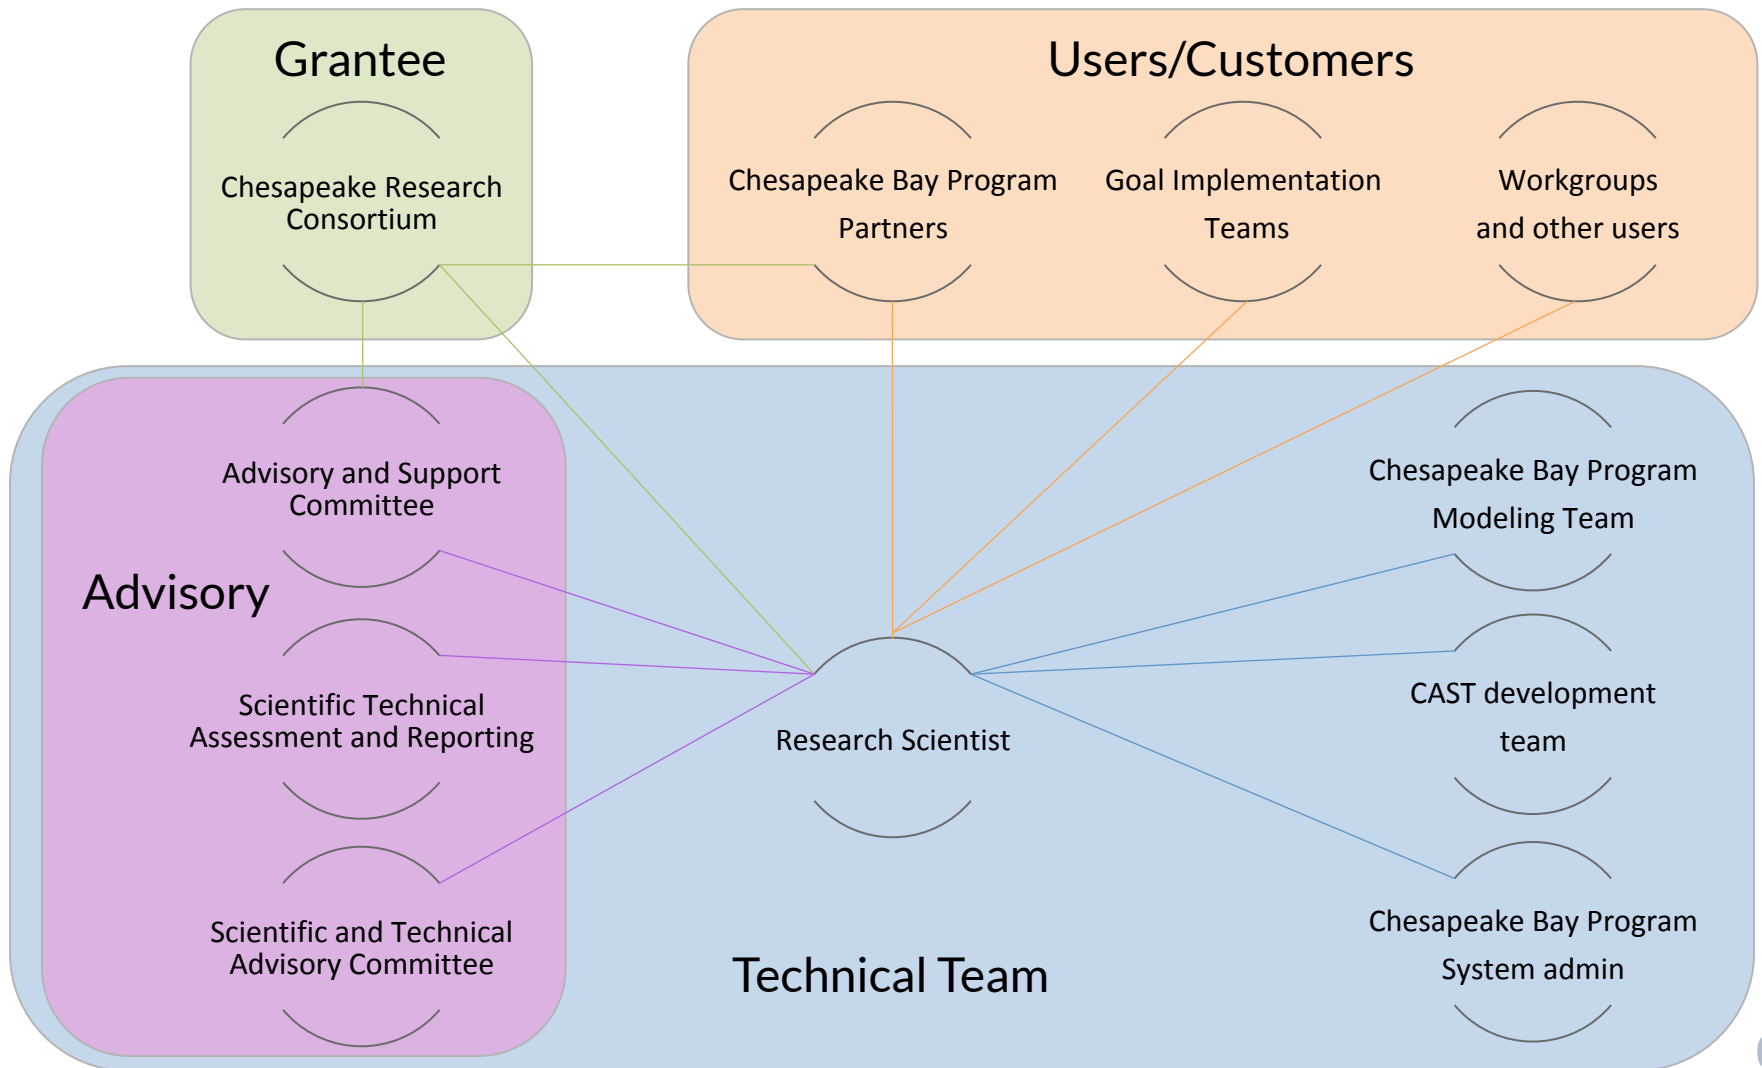 Grantee
Chesapeake Research
Consortium
Users/Customers
Chesapeake Bay Program
Partners
Goal Implementation
Teams
Workgroups
and other users
Advisory
Advisory and Support
Committee
Scientific Technical
Assessment and Reporting
Scientific and Technical
Advisory Committee
Research Scientist
Technical Team
Chesapeake Bay Program
Modeling Team
CAST development
team
Chesapeake Bay Program
System admin